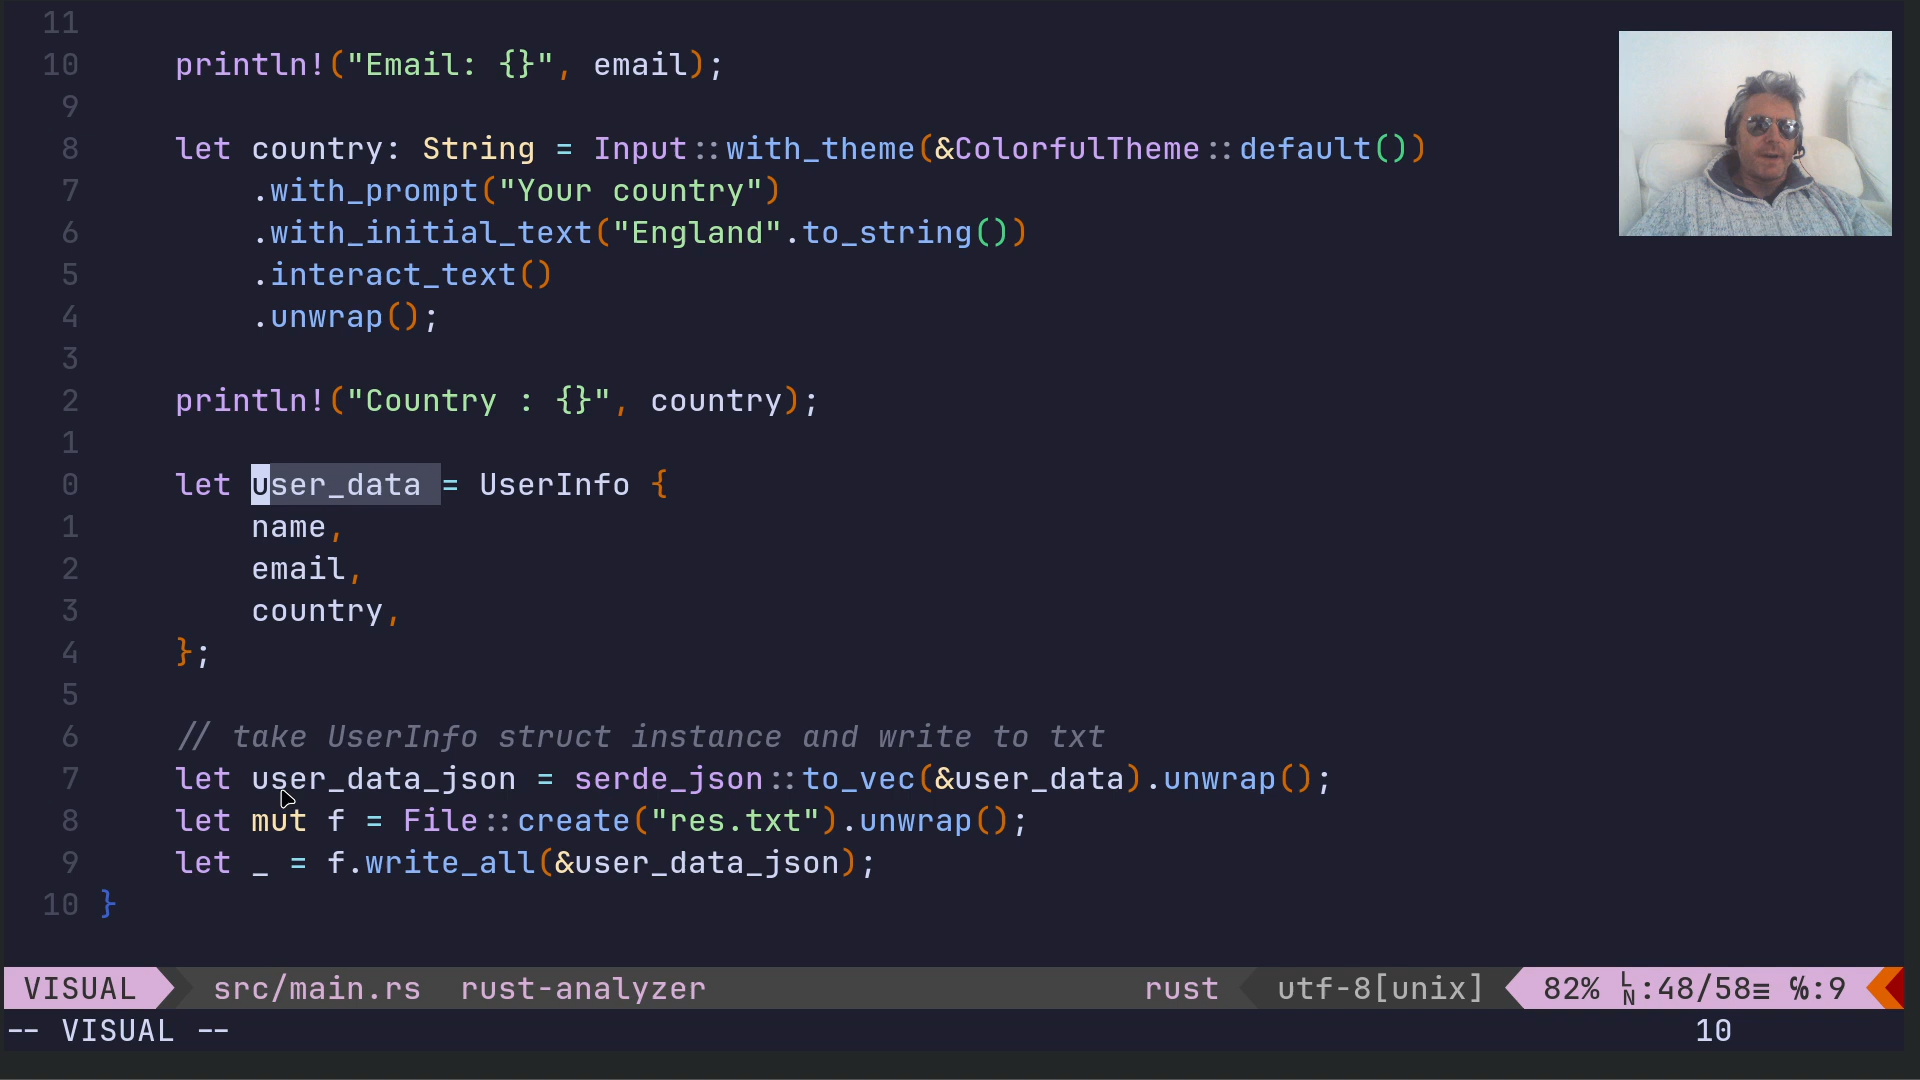 11
10 println!("Email: {}", email);
9
8 let country: String = Input::with_theme(&ColorfulTheme::default())
7 .with_prompt("Your country")
6 .with_initial_text("England".to_string())
5 .interact_text()
4 .unwrap();
3
2 println!("Country : {}", country);
1
0 let user_data = UserInfo {
1 name,
2 email,
3 country,
4 };
5
6 // take UserInfo struct instance and write to txt
7 let user_data_json = serde_json::to_vec(&user_data).unwrap();
8 let mut f = File::create("res.txt").unwrap();
9 let _ = f.write_all(&user_data_json);
10 }
VISUAL src/main.rs rust-analyzer rust utf-8[unix] 82% LN:48/58≡ ℅:9
-- VISUAL -- 10